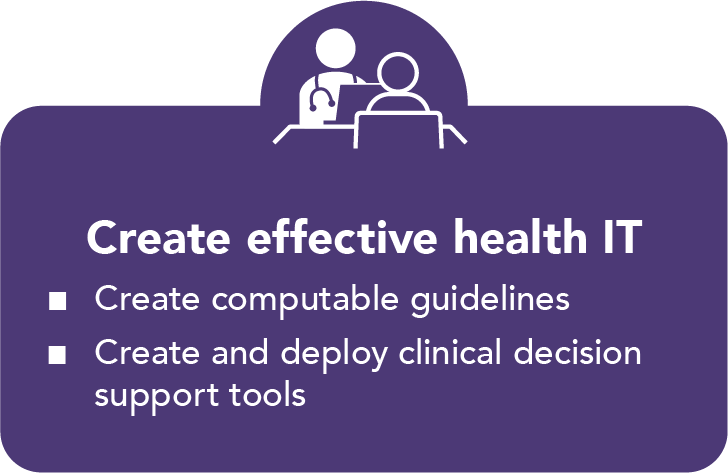 Create effective health IT
■ Create computable guidelines
■ Create and deploy clinical decision
support tools